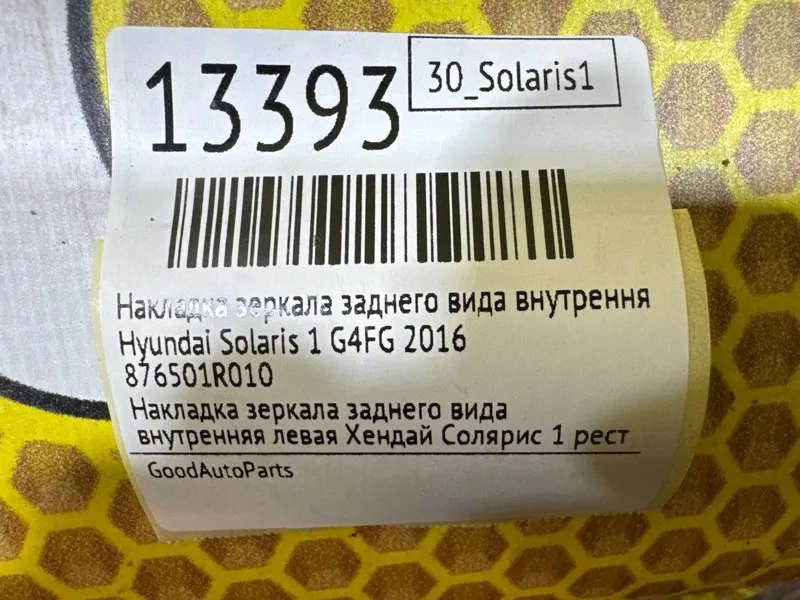 13393
30_Solaris1
Накладка зеркала заднего вида внутрення
Hyundai Solaris 1 G4FG 2016
876501R010
Накладка зеркала заднего вида
внутренняя левая Хендай Солярис 1 рест
GoodAutoParts